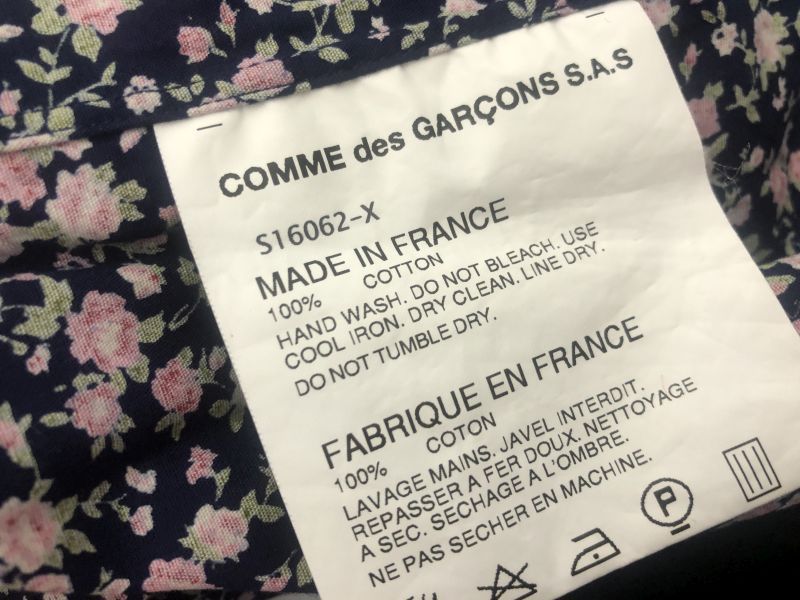 COMME des GARÇONS S.A.S
S16062-X
MADE IN FRANCE
100% COTTON
HAND WASH. DO NOT BLEACH. USE
COOL IRON. DRY CLEAN. LINE DRY.
DO NOT TUMBLE DRY.
FABRIQUE EN FRANCE
100% COTON
LAVAGE MAINS. JAVEL INTERDIT.
REPASSER A FER DOUX. NETTOYAGE
A SEC. SECHAGE A L'OMBRE.
NE PAS SECHER EN MACHINE.
P